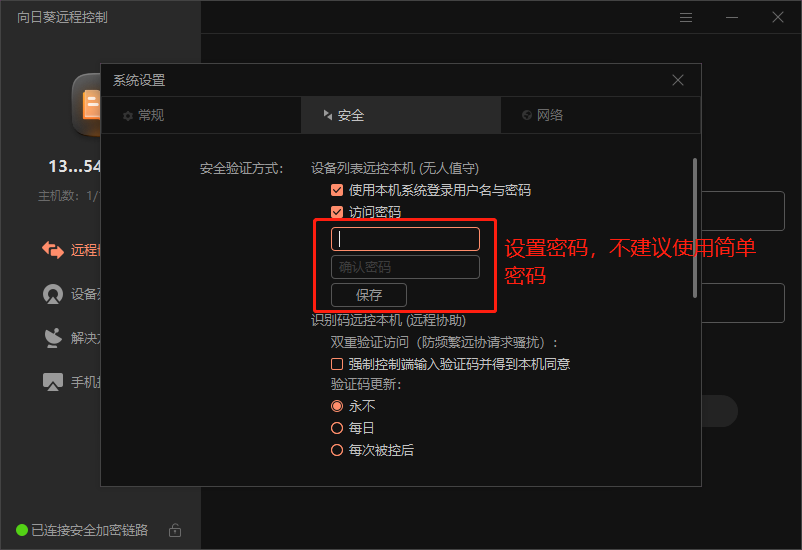 向日葵远程控制
系统设置
常规
安全
网络
13...54
主机数：1/
远程
设备
解决
手机
安全验证方式：
设备列表远控本机 (无人值守)
使用本机系统登录用户名与密码
访问密码
确认密码
保存
设置密码，不建议使用简单
密码
识别码远控本机 (远程协助)
双重验证访问（防频繁远协请求骚扰）：
强制控制端输入验证码并得到本机同意
验证码更新：
永不
每日
每次被控后
已连接安全加密链路